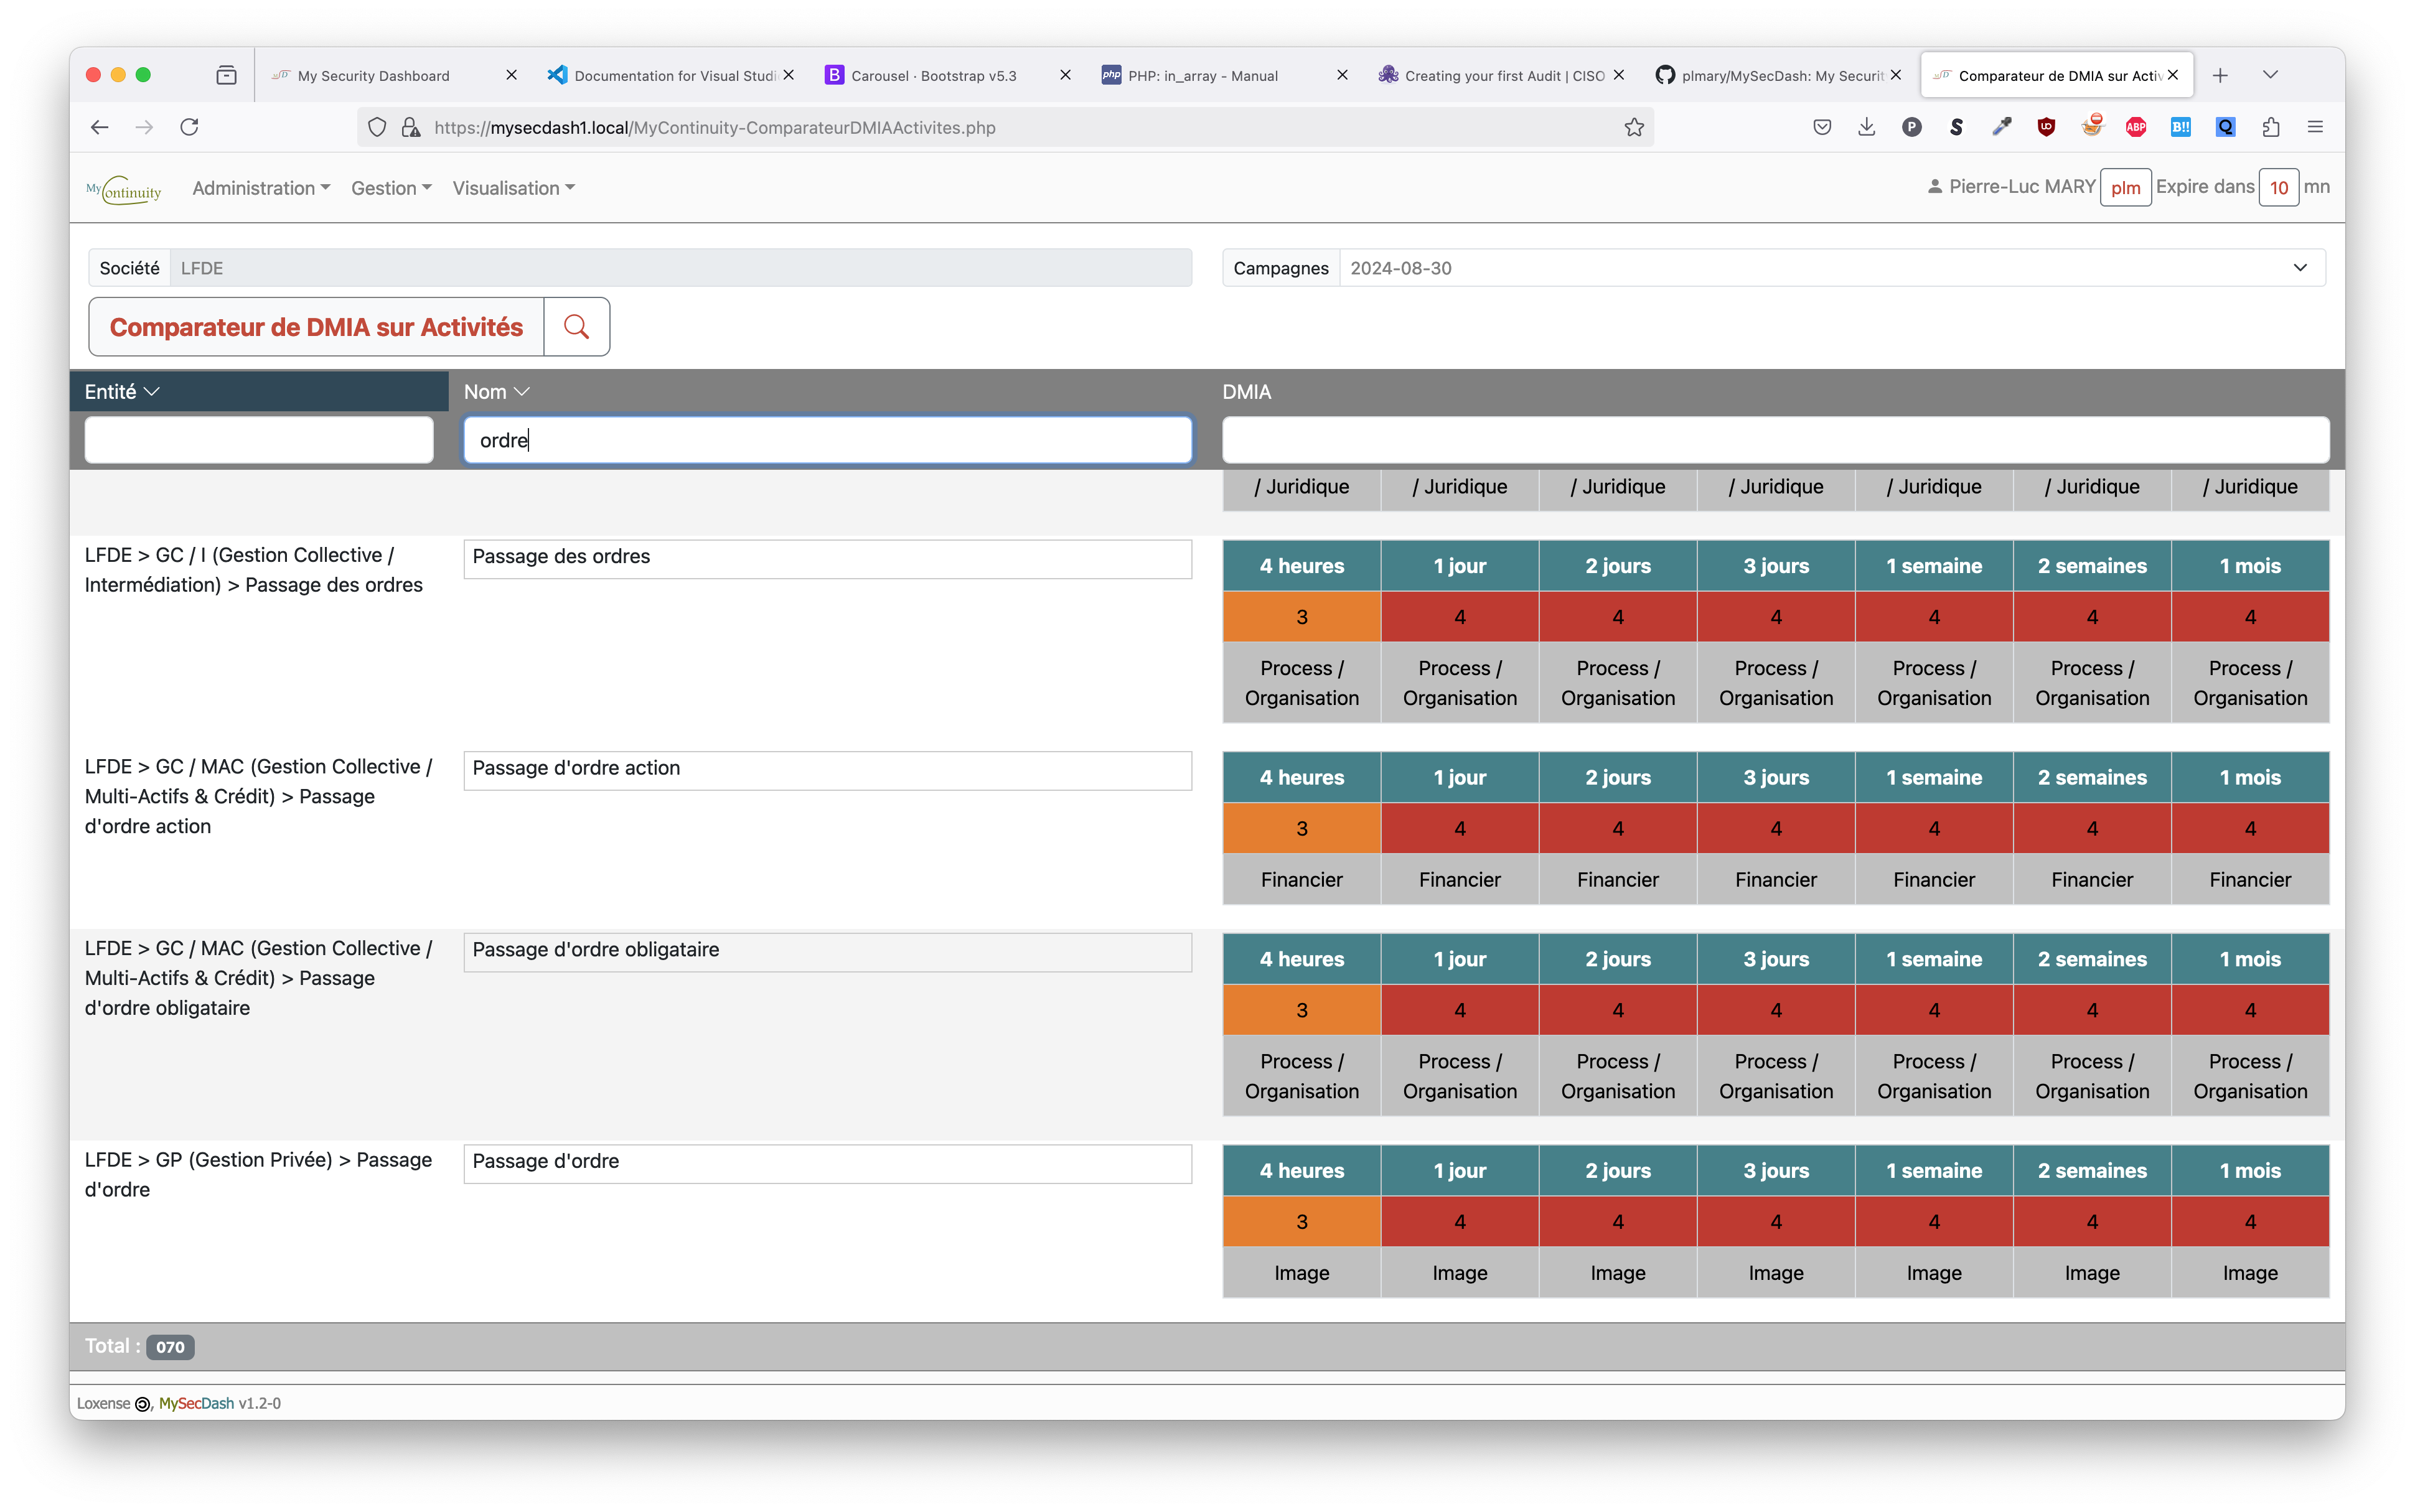 My Security Dashboard Documentation for Visual Studi Carousel · Bootstrap v5.3 php PHP: in_array - Manual Creating your first Audit | CISO plmary/MySecDash: My Securit Comparateur de DMIA sur Activ
https://mysecdash1.local/MyContinuity-ComparateurDMIAActivites.php
My Continuity Administration Gestion Visualisation Pierre-Luc MARY plm Expire dans 10 mn
Société LFDE Campagnes 2024-08-30
Comparateur de DMIA sur Activités
Entité Nom DMIA
ordre
/ Juridique / Juridique / Juridique / Juridique / Juridique / Juridique / Juridique
LFDE > GC / I (Gestion Collective /
Intermédiation) > Passage des ordres
Passage des ordres
4 heures 1 jour 2 jours 3 jours 1 semaine 2 semaines 1 mois
3 4 4 4 4 4 4
Process / Process / Process / Process / Process / Process / Process /
Organisation Organisation Organisation Organisation Organisation Organisation Organisation
LFDE > GC / MAC (Gestion Collective /
Multi-Actifs & Crédit) > Passage
d'ordre action
Passage d'ordre action
4 heures 1 jour 2 jours 3 jours 1 semaine 2 semaines 1 mois
3 4 4 4 4 4 4
Financier Financier Financier Financier Financier Financier Financier
LFDE > GC / MAC (Gestion Collective /
Multi-Actifs & Crédit) > Passage
d'ordre obligataire
Passage d'ordre obligataire
4 heures 1 jour 2 jours 3 jours 1 semaine 2 semaines 1 mois
3 4 4 4 4 4 4
Process / Process / Process / Process / Process / Process / Process /
Organisation Organisation Organisation Organisation Organisation Organisation Organisation
LFDE > GP (Gestion Privée) > Passage
d'ordre
Passage d'ordre
4 heures 1 jour 2 jours 3 jours 1 semaine 2 semaines 1 mois
3 4 4 4 4 4 4
Image Image Image Image Image Image Image
Total : 070
Loxense , MySecDash v1.2-0